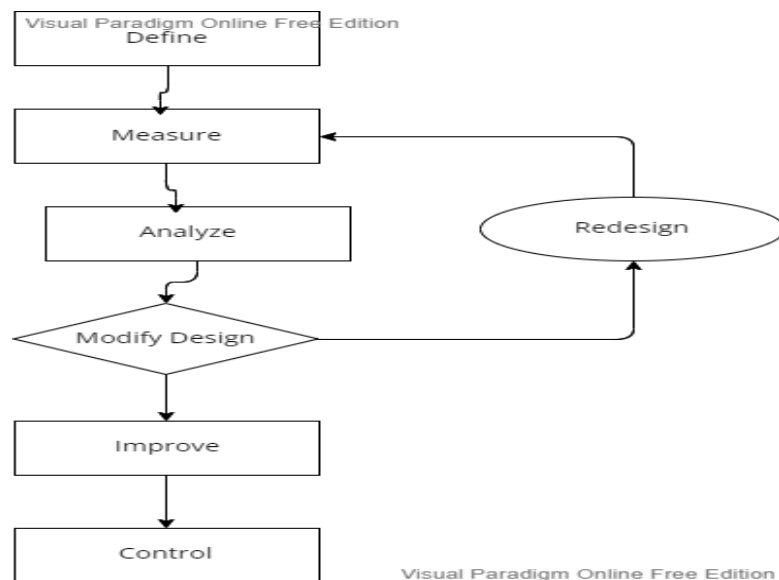 Visual Paradigm Online Free Edition
Define
Measure
Analyze
Redesign
Modify Design
Improve
Control
Visual Paradigm Online Free Edition